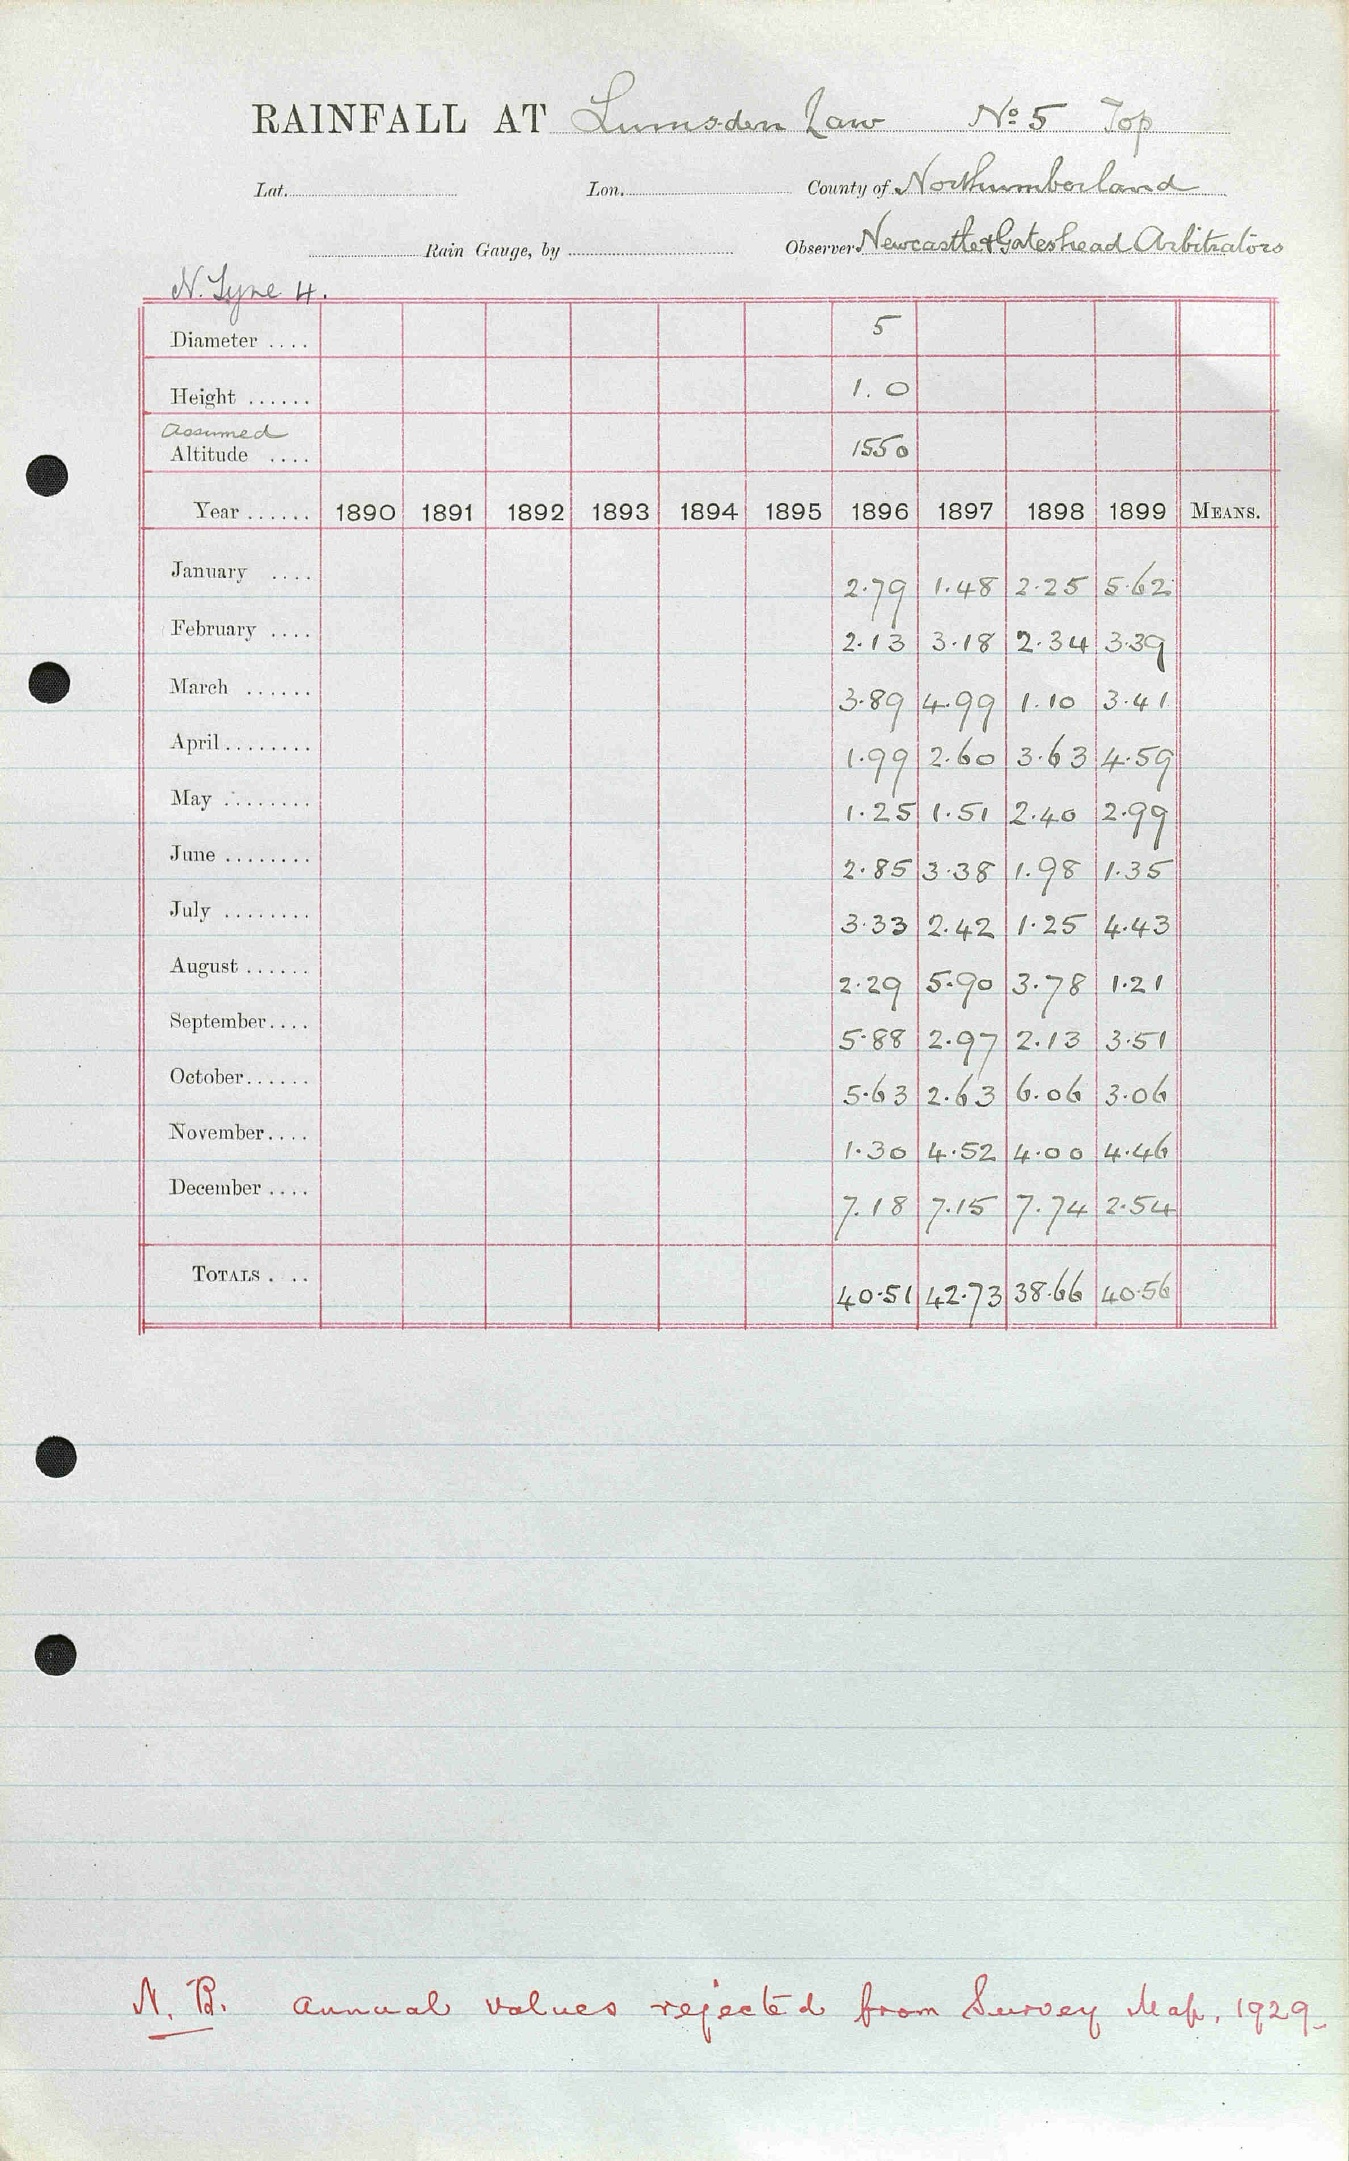 RAINFALL AT Lumsden Law No 5 Top
Lat. Lon. County of Northumberland
Rain Gauge, by Observer Newcastle & Gateshead Arbitrators
N. Tyne 4.
Diameter .... 5
Height ...... 1.0
Assumed
Altitude .... 1550
Year ...... 1890 1891 1892 1893 1894 1895 1896 1897 1898 1899 MEANS.
January .... 2.79 1.48 2.25 5.62
February .... 2.13 3.18 2.34 3.39
March ...... 3.89 4.99 1.10 3.41
April ........ 1.99 2.60 3.63 4.59
May ........ 1.25 1.51 2.40 2.99
June ........ 2.85 3.38 1.98 1.35
July ........ 3.33 2.42 1.25 4.43
August ...... 2.29 5.90 3.78 1.21
September.... 5.88 2.97 2.13 3.51
October...... 5.63 2.63 6.06 3.06
November.... 1.30 4.52 4.00 4.46
December .... 7.18 7.15 7.74 2.54
TOTALS . .. 40.51 42.73 38.66 40.56
N.B. Annual values rejected from Survey Map, 1929